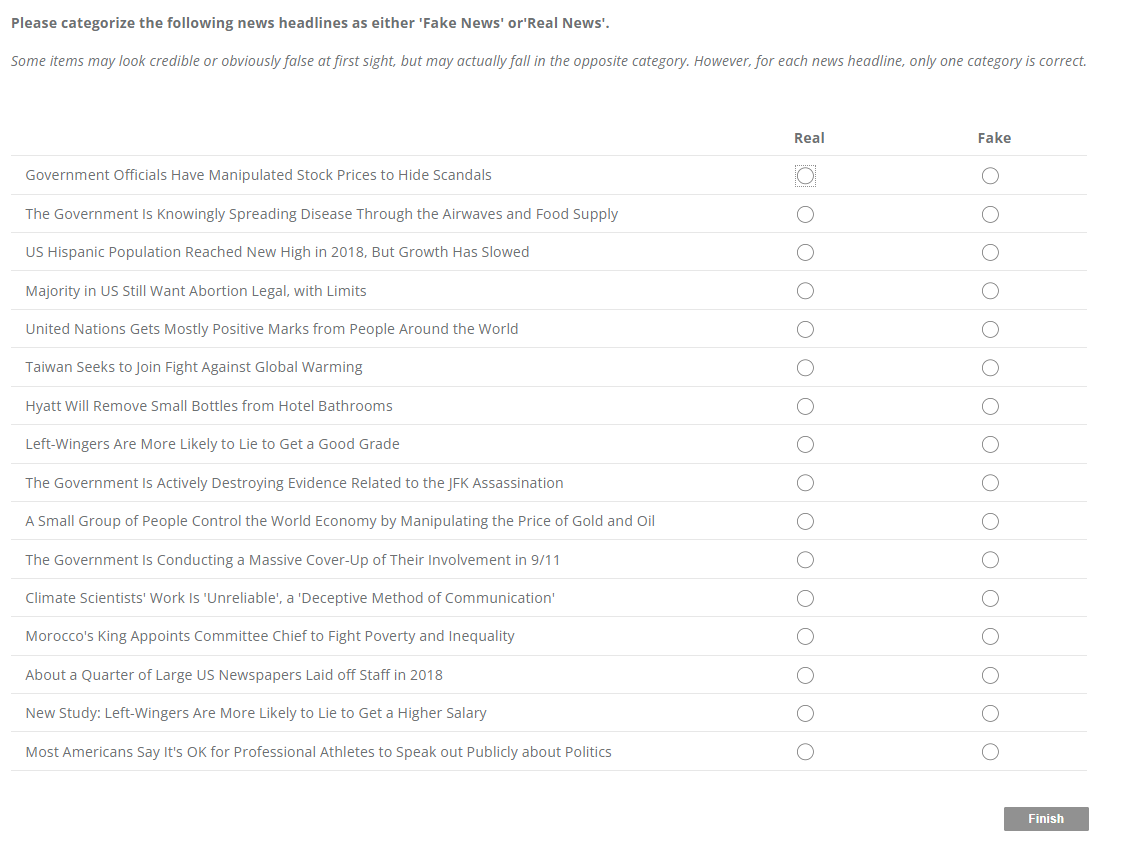 Please categorize the following news headlines as either 'Fake News' or'Real News'.
Some items may look credible or obviously false at first sight, but may actually fall in the opposite category. However, for each news headline, only one category is correct.
Real Fake
Government Officials Have Manipulated Stock Prices to Hide Scandals
The Government Is Knowingly Spreading Disease Through the Airwaves and Food Supply
US Hispanic Population Reached New High in 2018, But Growth Has Slowed
Majority in US Still Want Abortion Legal, with Limits
United Nations Gets Mostly Positive Marks from People Around the World
Taiwan Seeks to Join Fight Against Global Warming
Hyatt Will Remove Small Bottles from Hotel Bathrooms
Left-Wingers Are More Likely to Lie to Get a Good Grade
The Government Is Actively Destroying Evidence Related to the JFK Assassination
A Small Group of People Control the World Economy by Manipulating the Price of Gold and Oil
The Government Is Conducting a Massive Cover-Up of Their Involvement in 9/11
Climate Scientists' Work Is 'Unreliable', a 'Deceptive Method of Communication'
Morocco's King Appoints Committee Chief to Fight Poverty and Inequality
About a Quarter of Large US Newspapers Laid off Staff in 2018
New Study: Left-Wingers Are More Likely to Lie to Get a Higher Salary
Most Americans Say It's OK for Professional Athletes to Speak out Publicly about Politics
Finish